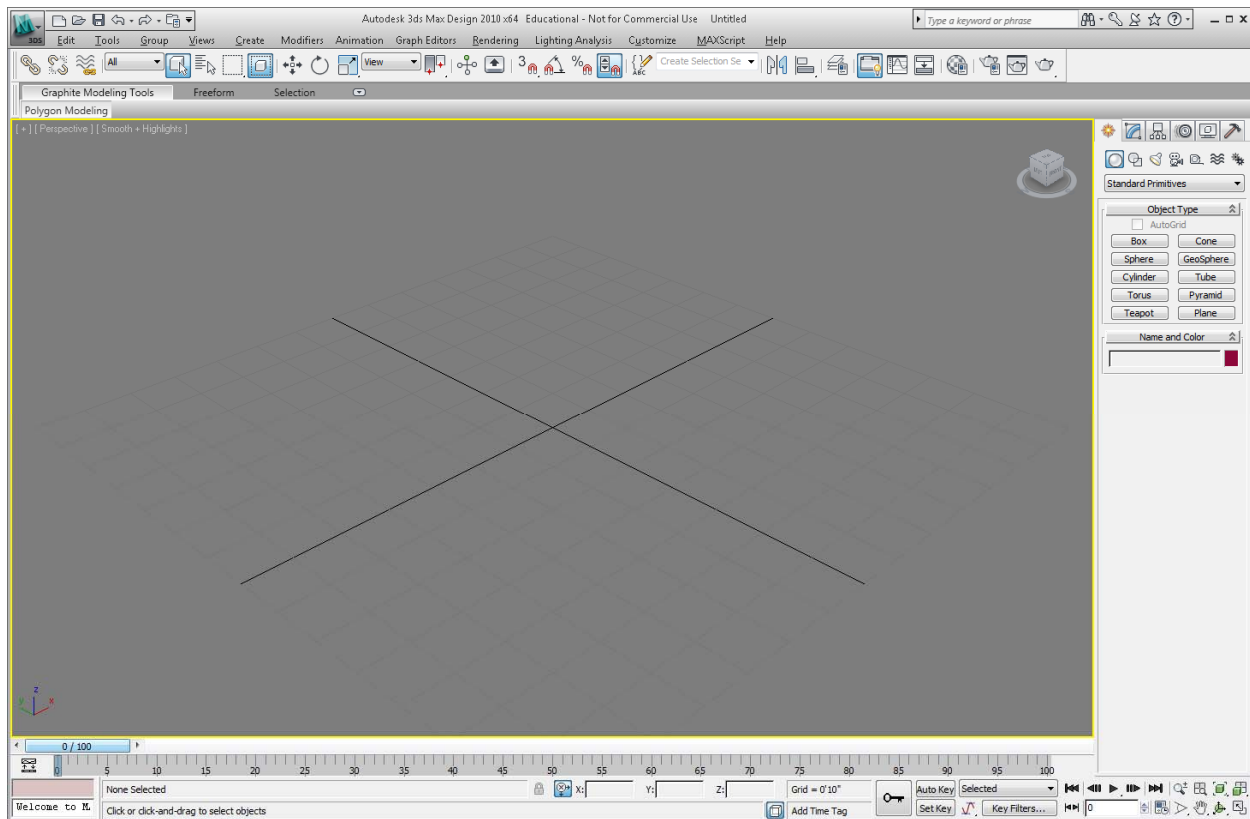 Autodesk 3ds Max Design 2010 x64 Educational - Not for Commercial Use Untitled
Type a keyword or phrase
3DS
Edit Tools Group Views Create Modifiers Animation Graph Editors Rendering Lighting Analysis Customize MAXScript Help
All
View
3
%
ABC
Create Selection Se
Graphite Modeling Tools Freeform Selection
Polygon Modeling
[ + ] [ Perspective ] [ Smooth + Highlights ]
Standard Primitives
Object Type
AutoGrid
Box Cone
Sphere GeoSphere
Cylinder Tube
Torus Pyramid
Teapot Plane
Name and Color
z
y x
0 / 100
0 5 10 15 20 25 30 35 40 45 50 55 60 65 70 75 80 85 90 95 100
None Selected X: Y: Z: Grid = 0'10" Auto Key Selected
Welcome to M. Click or click-and-drag to select objects Add Time Tag Set Key Key Filters... 0